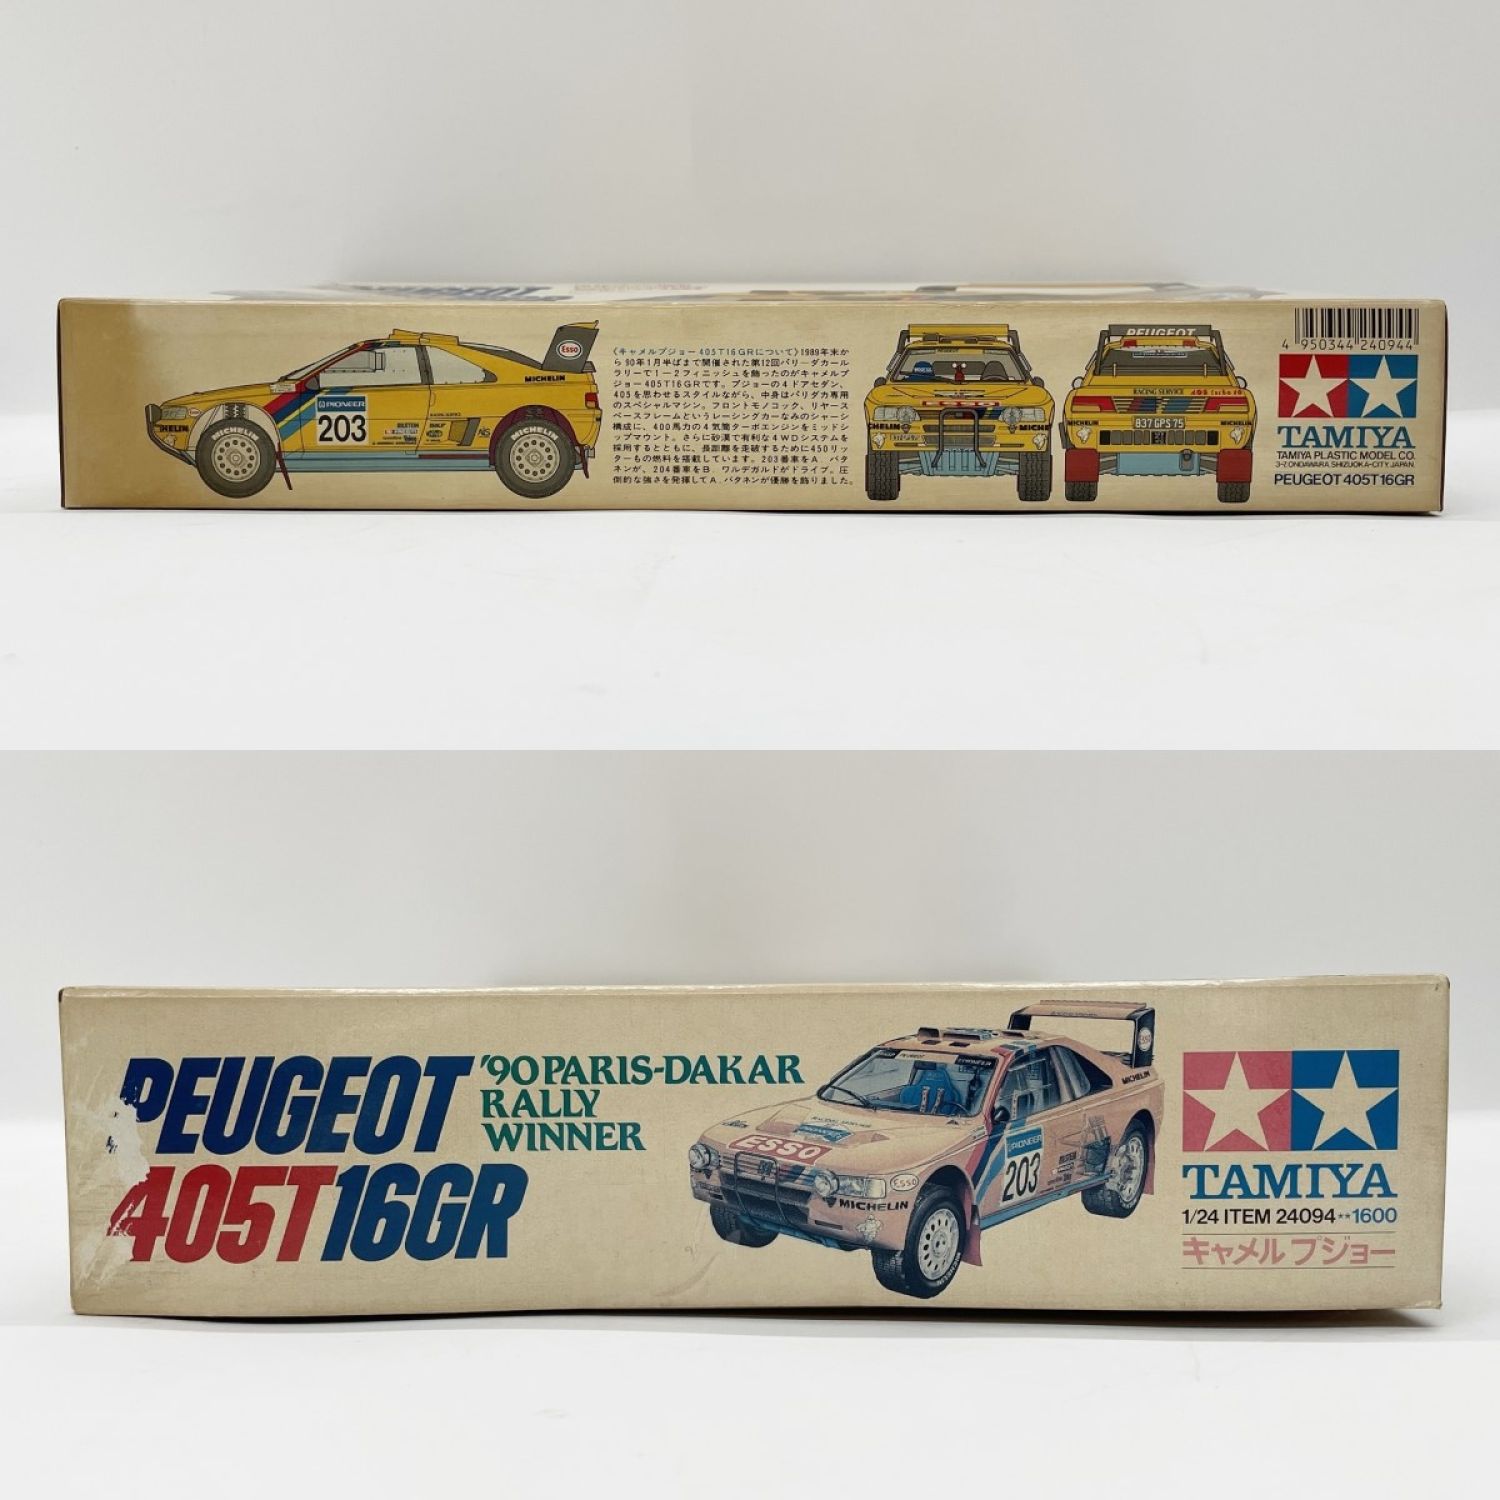 Esso
MICHELIN
PIONEER
203
MICHELIN
MICHELIN
〈キャメルプジョー405T16GRについて〉1989年末か
ら90年1月半ばまで開催された第12回パリーダカール
ラリーで1－2フィニッシュを飾ったのがキャメルプ
ジョー405T16GRです。プジョーの4ドアセダン、
405を思わせるスタイルながら、中身はパリダカ専用
のスペシャルマシン。フロントモノコック、リヤース
ペースフレームというレーシングカーなみのシャーシ
構成に、400馬力の4気筒ターボエンジンをミッドシ
ップマウント。さらに砂漠で有利な4WDシステムを
採用するとともに、長距離を走破するために450リッ
ターもの燃料を搭載しています。203番車をA．バタ
ネンが、204番車をB．ワルデガルドがドライブ。圧
倒的な強さを発揮してA．バタネンが優勝を飾りました。
PEUGEOT
RACING SERVICE
837 GPS 75
MICHELIN
4 950344 240944
TAMIYA
TAMIYA PLASTIC MODEL CO.
3-7, ONDAWARA, SHIZUOKA-CITY, JAPAN.
PEUGEOT 405T16GR
PEUGEOT
405T16GR
'90 PARIS-DAKAR
RALLY
WINNER
ESSO
Esso
MICHELIN
PIONEER
203
MICHELIN
TAMIYA
1/24 ITEM 24094★★1600
キャメル プジョー